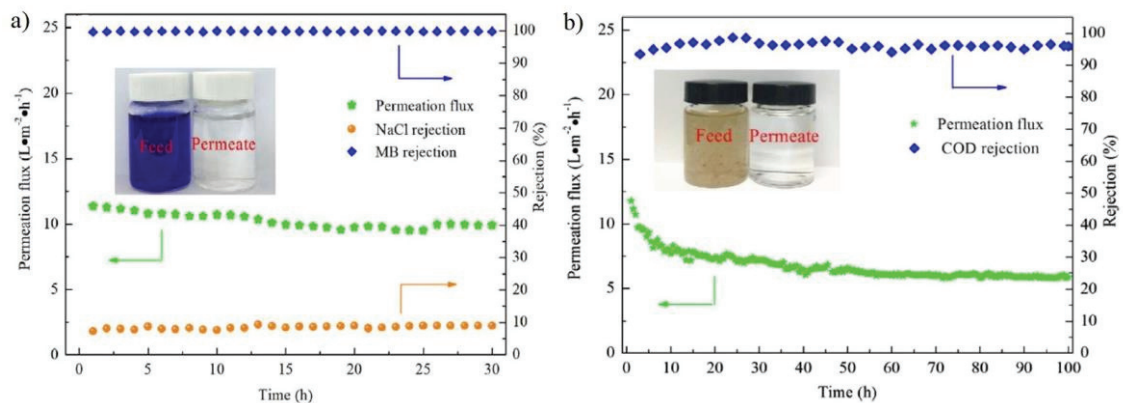 a)
25
20
15
10
5
0
Permeation flux (L•m⁻²•h⁻¹)
100
90
80
70
60
50
40
30
20
10
0
Rejection (%)
Feed Permeate
Permeation flux
NaCl rejection
MB rejection
0 5 10 15 20 25 30
Time (h)
b)
25
20
15
10
5
0
Permeation flux (L•m⁻²•h⁻¹)
100
90
80
70
60
50
40
30
20
10
0
Rejection (%)
Feed Permeate
Permeation flux
COD rejection
0 10 20 30 40 50 60 70 80 90 100
Time (h)